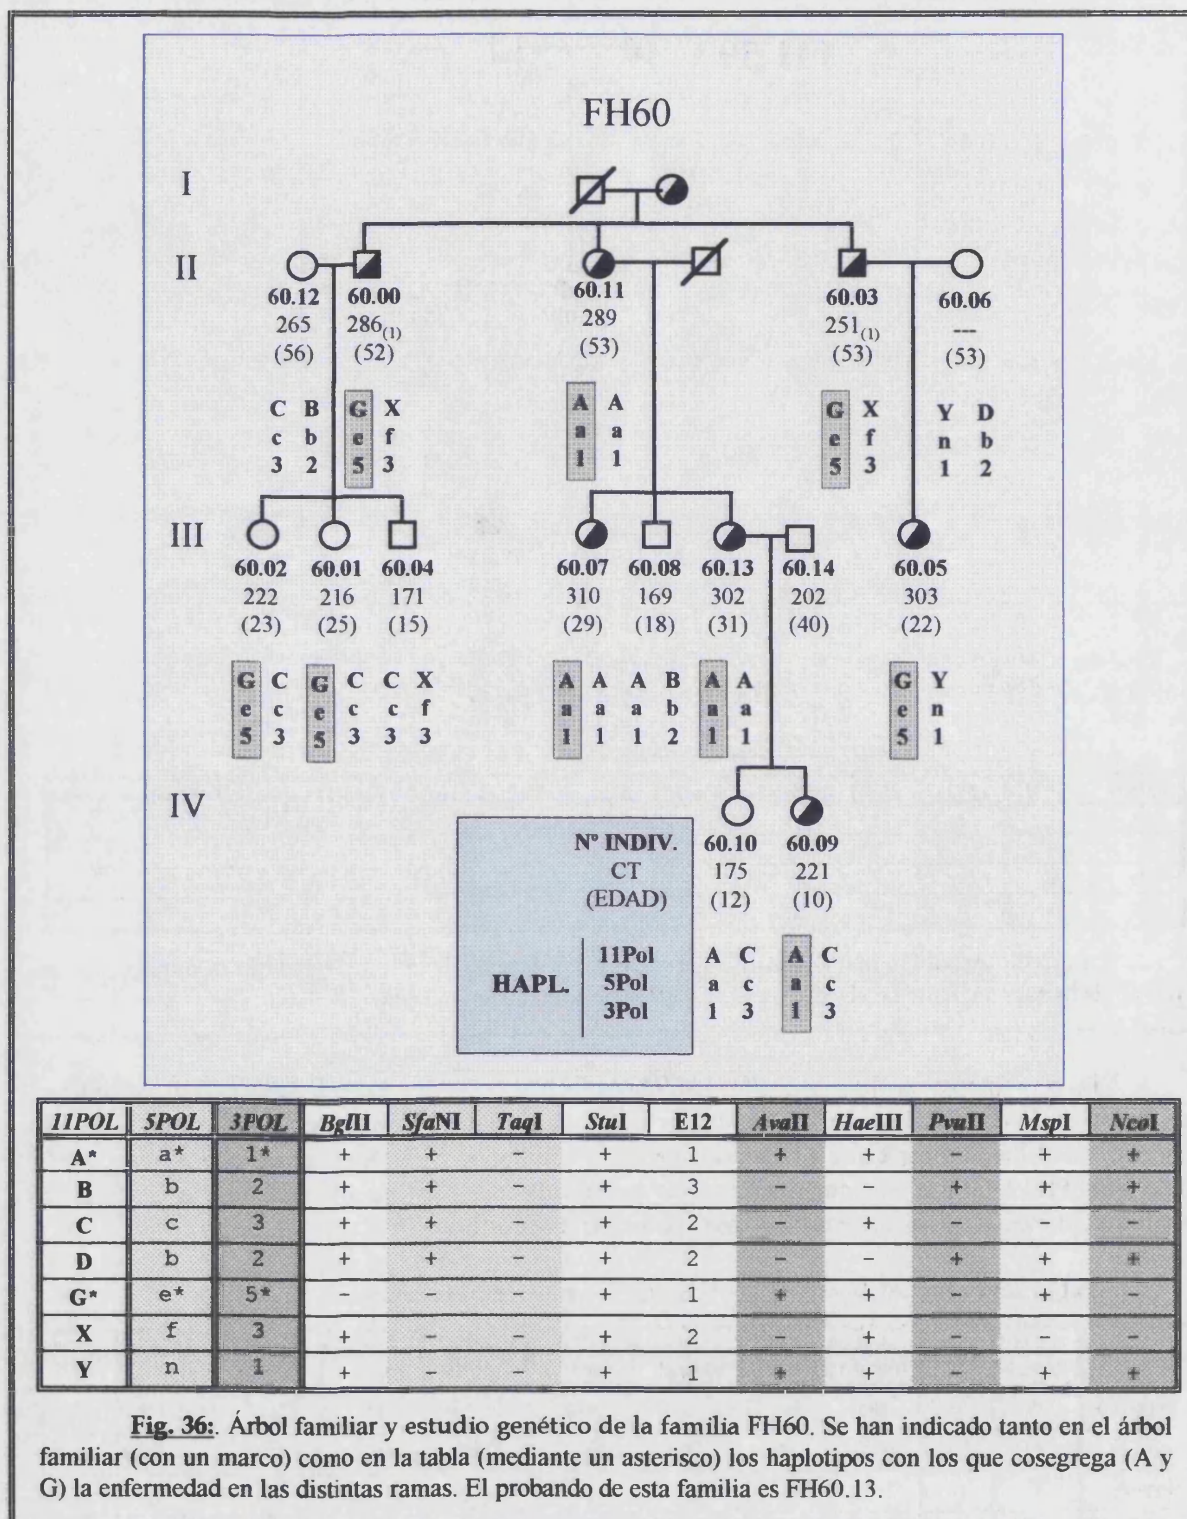 FH60
I
II
60.12 60.00 60.11 60.03 60.06
265 286(1) 289 251(1) ---
(56) (52) (53) (53) (53)
C B G X A A G X Y D
c b e f a a e f n b
3 2 5 3 1 1 5 3 1 2
III
60.02 60.01 60.04 60.07 60.08 60.13 60.14 60.05
222 216 171 310 169 302 202 303
(23) (25) (15) (29) (18) (31) (40) (22)
G C G C C X A A A B A A G Y
e c e c c f a a a b a a e n
5 3 5 3 3 3 1 1 1 2 1 1 5 1
IV
Nº INDIV. 60.10 60.09
CT 175 221
(EDAD) (12) (10)
11Pol A C A C
HAPL. 5Pol a c a c
3Pol 1 3 1 3
11POL 5POL 3POL BglII SfaNI TaqI StuI E12 AvaII HaeIII PvuII MspI NcoI
A* a* 1* + + - + 1 + + - + +
B b 2 + + - + 3 - - + + +
C c 3 + + - + 2 - + - - -
D b 2 + + - + 2 - - + + +
G* e* 5* - - - + 1 + + - + -
X f 3 + - - + 2 - + - - -
Y n 1 + - - + 1 + + - + +
Fig. 36:. Árbol familiar y estudio genético de la familia FH60. Se han indicado tanto en el árbol
familiar (con un marco) como en la tabla (mediante un asterisco) los haplotipos con los que cosegrega (A y
G) la enfermedad en las distintas ramas. El probando de esta familia es FH60.13.